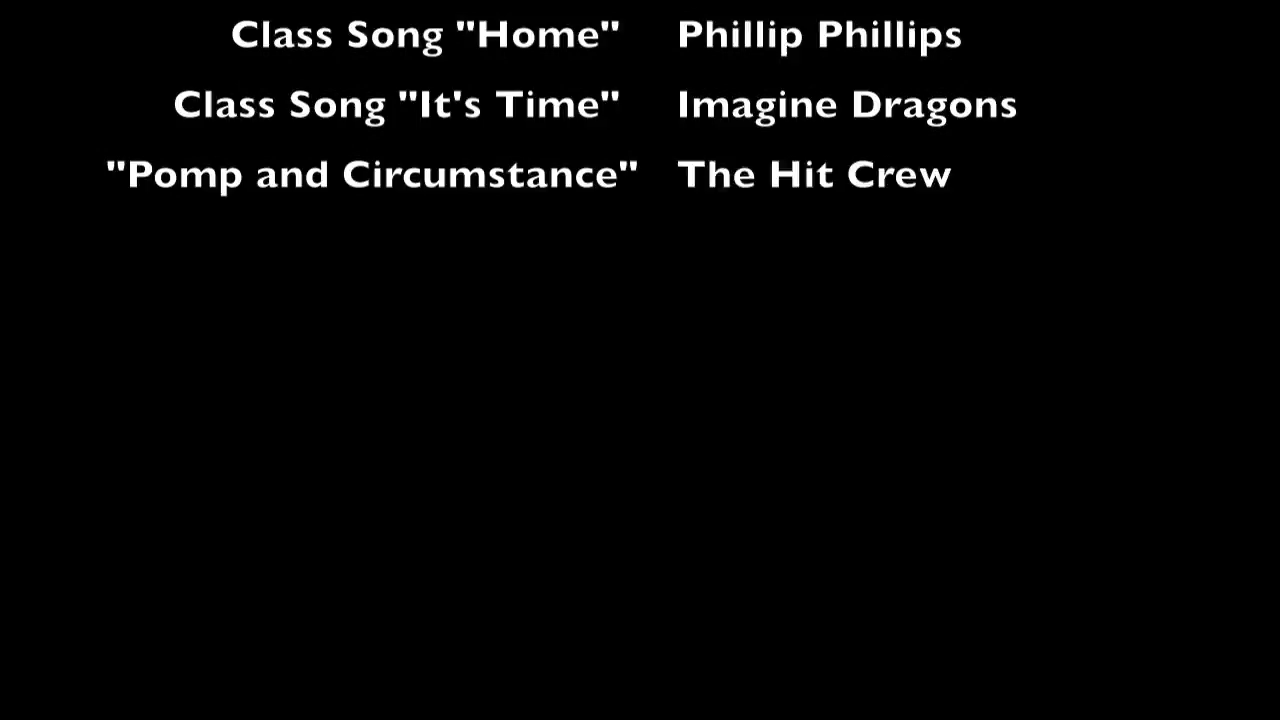 Class Song "Home" Phillip Phillips
Class Song "It's Time" Imagine Dragons
"Pomp and Circumstance" The Hit Crew